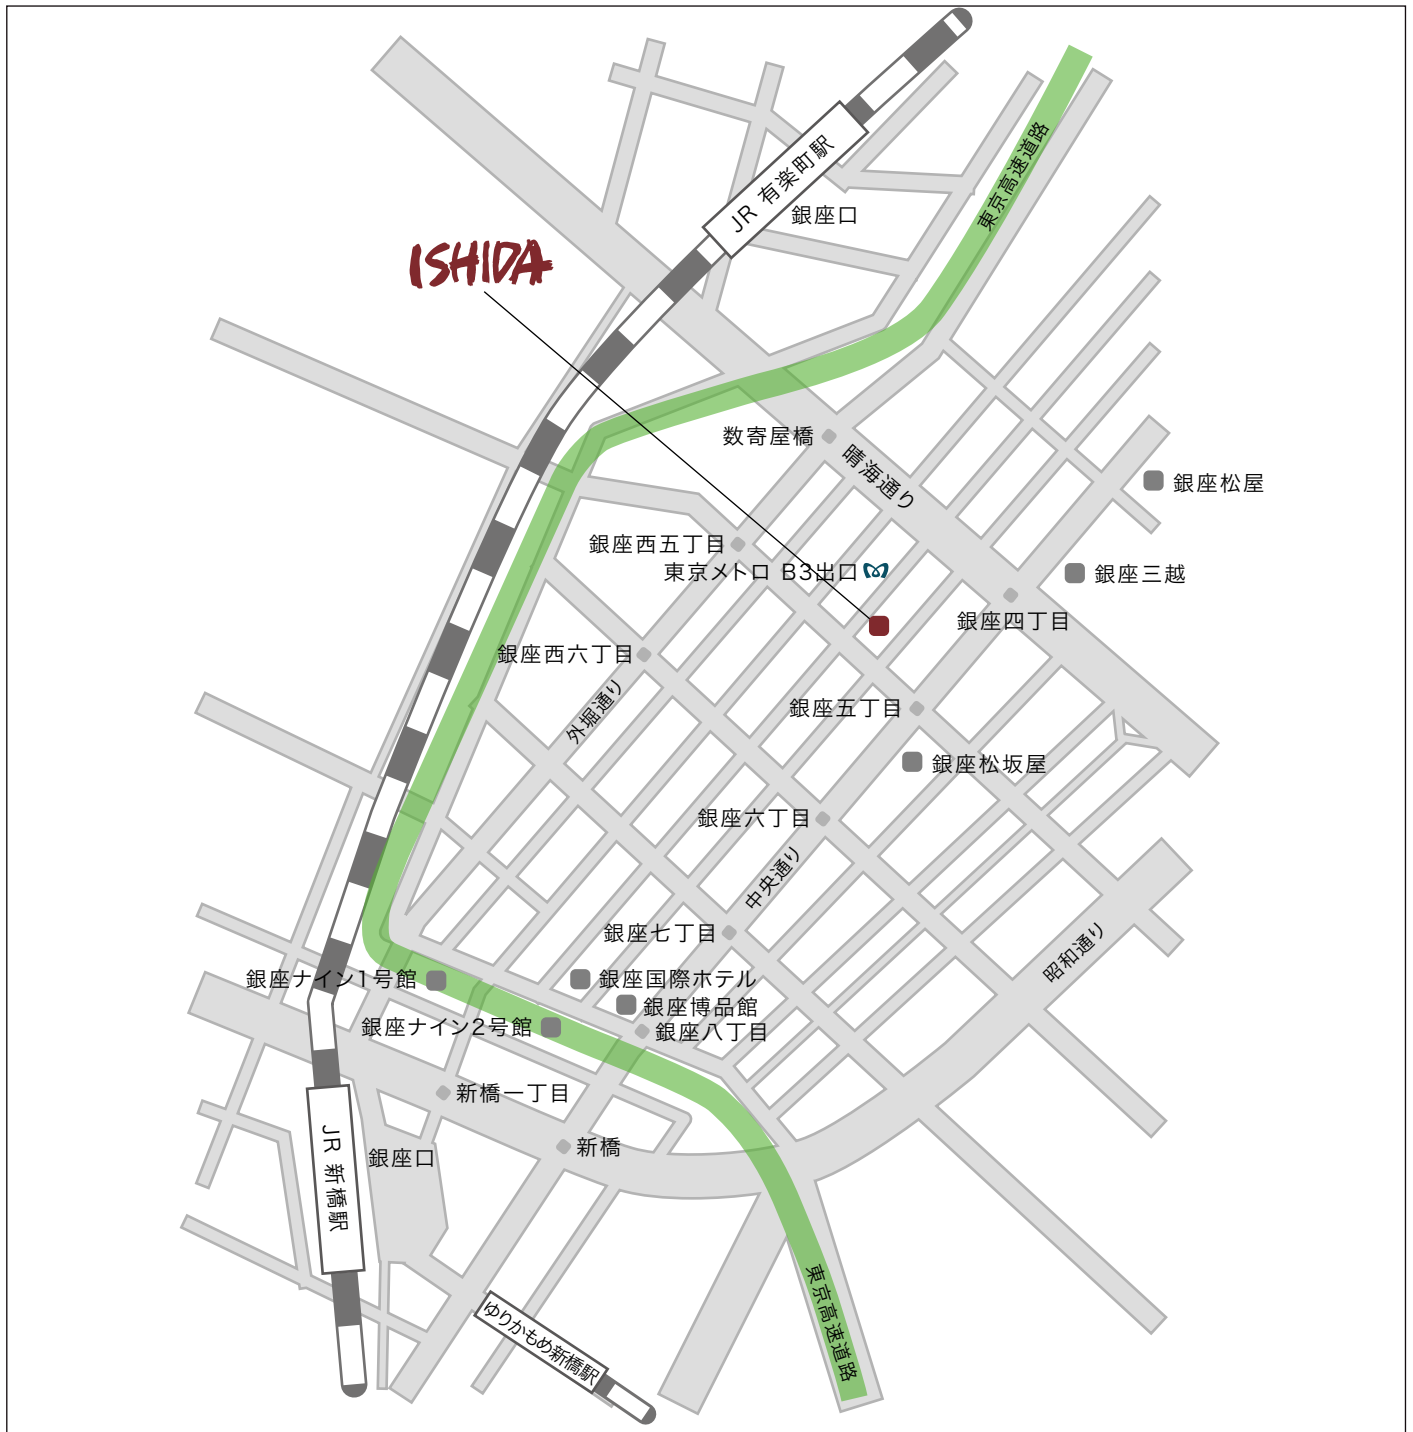 東京高速道路
JR 有楽町駅
銀座口
ISHIDA
数寄屋橋
晴海通り
銀座松屋
銀座西五丁目
東京メトロ B3出口
銀座三越
銀座四丁目
銀座西六丁目
外堀通り
銀座五丁目
銀座松坂屋
銀座六丁目
中央通り
銀座七丁目
昭和通り
銀座ナイン1号館
銀座国際ホテル
銀座博品館
銀座ナイン2号館
銀座八丁目
新橋一丁目
新橋
JR 新橋駅
銀座口
ゆりかもめ新橋駅
東京高速道路